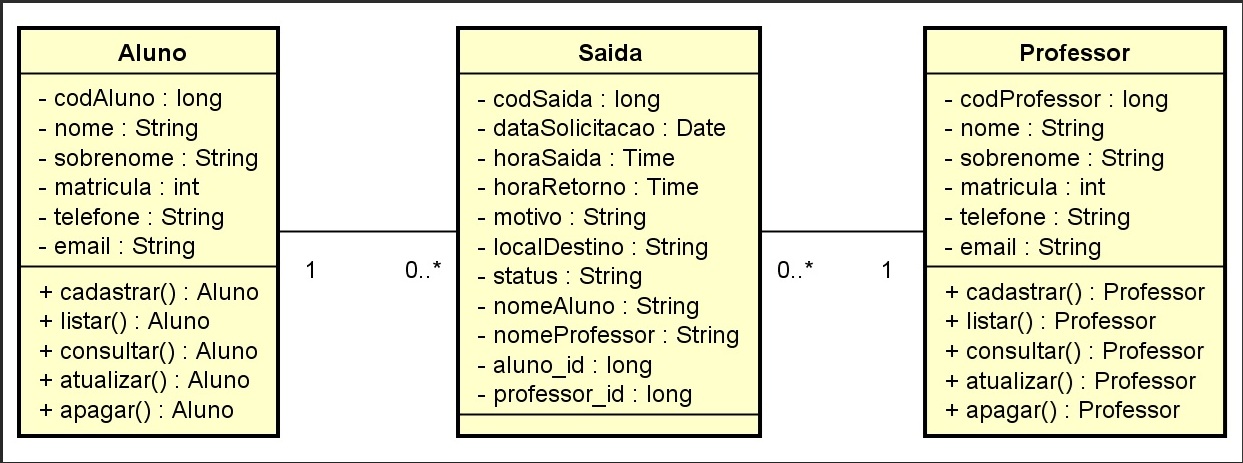 Aluno
- codAluno : long
- nome : String
- sobrenome : String
- matricula : int
- telefone : String
- email : String
+ cadastrar() : Aluno
+ listar() : Aluno
+ consultar() : Aluno
+ atualizar() : Aluno
+ apagar() : Aluno
1
0..*
Saida
- codSaida : long
- dataSolicitacao : Date
- horaSaida : Time
- horaRetorno : Time
- motivo : String
- localDestino : String
- status : String
- nomeAluno : String
- nomeProfessor : String
- aluno_id : long
- professor_id : long
0..*
1
Professor
- codProfessor : long
- nome : String
- sobrenome : String
- matricula : int
- telefone : String
- email : String
+ cadastrar() : Professor
+ listar() : Professor
+ consultar() : Professor
+ atualizar() : Professor
+ apagar() : Professor